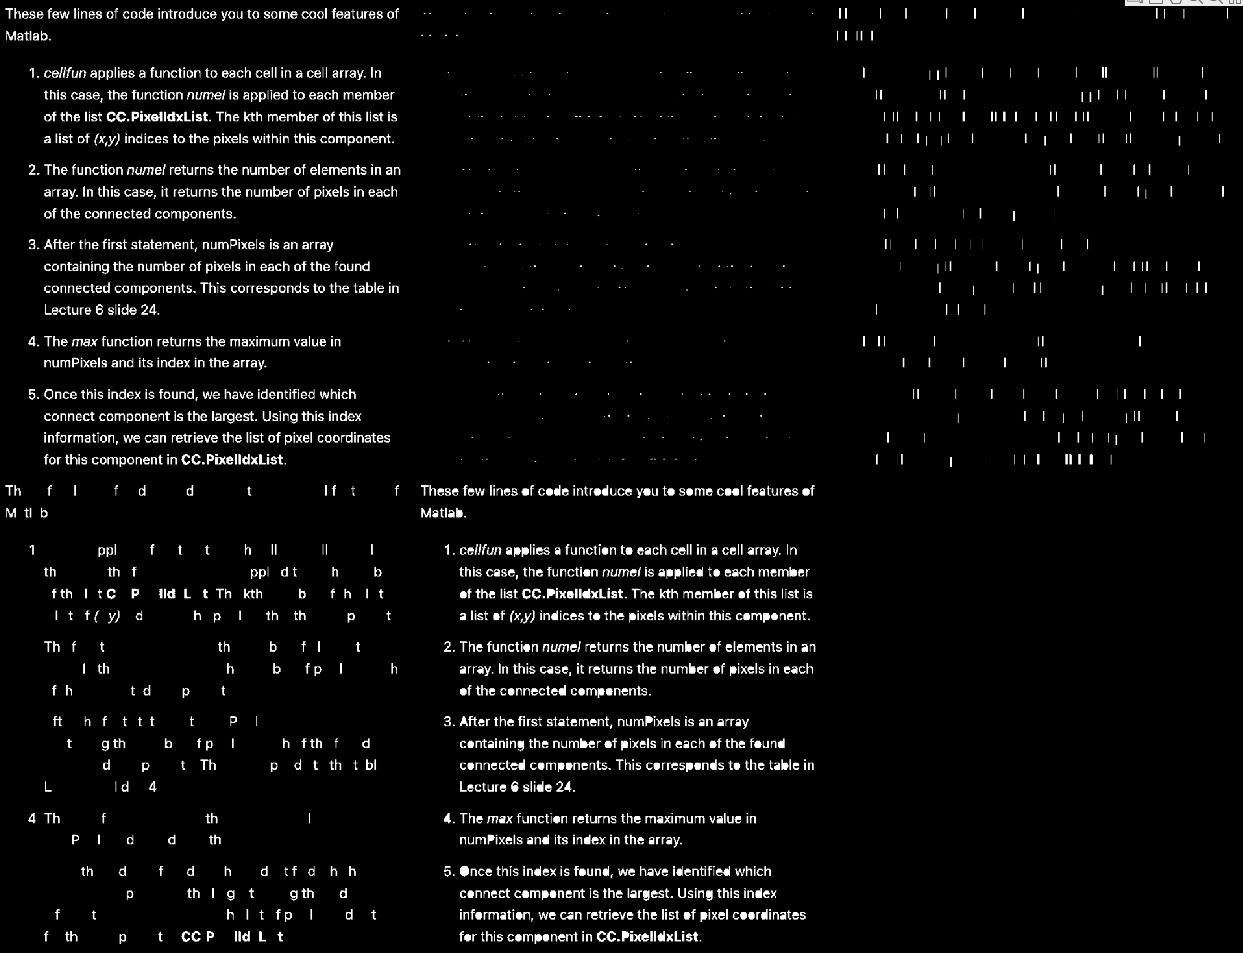 These few lines of code introduce you to some cool features of
Matlab.
1. cellfun applies a function to each cell in a cell array. In
this case, the function numel is applied to each member
of the list CC.PixelIdxList. The kth member of this list is
a list of (x,y) indices to the pixels within this component.
2. The function numel returns the number of elements in an
array. In this case, it returns the number of pixels in each
of the connected components.
3. After the first statement, numPixels is an array
containing the number of pixels in each of the found
connected components. This corresponds to the table in
Lecture 6 slide 24.
4. The max function returns the maximum value in
numPixels and its index in the array.
5. Once this index is found, we have identified which
connect component is the largest. Using this index
information, we can retrieve the list of pixel coordinates
for this component in CC.PixelIdxList.
Th f l f d d t l f t f
M tl b
1 ppl f t t h ll ll I
th th f ppl d t h b
f th l t C P lId L t Th kth b f h l t
l t f ( y) d h p l th th p t
Th f t th b f l t
I th h b f p l h
f h t d p t
ft h f t t t t P l
t g th b f p l h f th f d
d p t Th p d t th t bl
L l d 4
4 Th f th l
P l d d th
th d f d h d t f d h h
p th l g t g th d
f t h l t f p l d t
f th p t CC P lId L t
These few lines of code introduce you to some cool features of
Matlab.
1. cellfun applies a function to each cell in a cell array. In
this case, the function numel is applied to each member
of the list CC.PixelIdxList. The kth member of this list is
a list of (x,y) indices to the pixels within this component.
2. The function numel returns the number of elements in an
array. In this case, it returns the number of pixels in each
of the connected components.
3. After the first statement, numPixels is an array
containing the number of pixels in each of the found
connected components. This corresponds to the table in
Lecture 6 slide 24.
4. The max function returns the maximum value in
numPixels and its index in the array.
5. Once this index is found, we have identified which
connect component is the largest. Using this index
information, we can retrieve the list of pixel coordinates
for this component in CC.PixelIdxList.